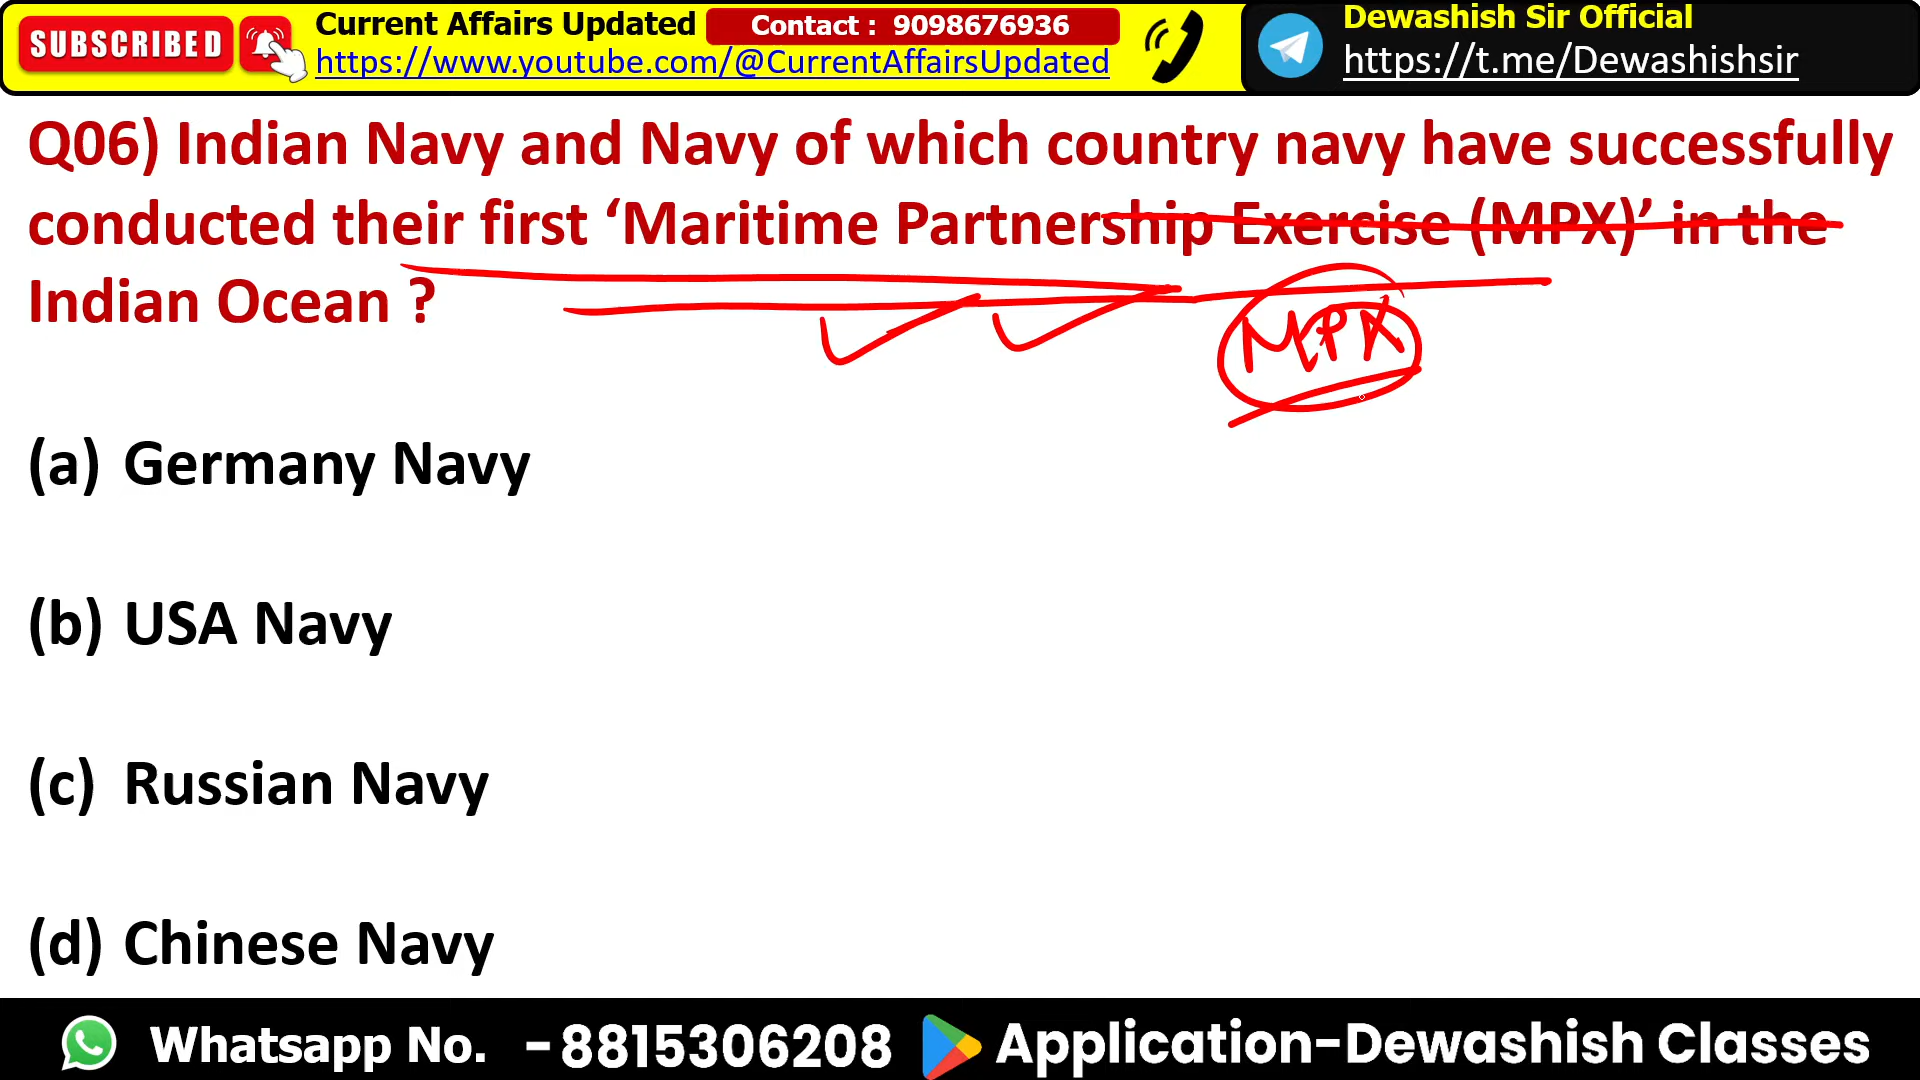 SUBSCRIBED
Current Affairs Updated
Contact : 9098676936
https://www.youtube.com/@CurrentAffairsUpdated
Dewashish Sir Official
https://t.me/Dewashishsir
Q06) Indian Navy and Navy of which country navy have successfully
conducted their first ‘Maritime Partnership Exercise (MPX)’ in the
Indian Ocean ?
MPX
(a) Germany Navy
(b) USA Navy
(c) Russian Navy
(d) Chinese Navy
Whatsapp No. -8815306208
Application-Dewashish Classes